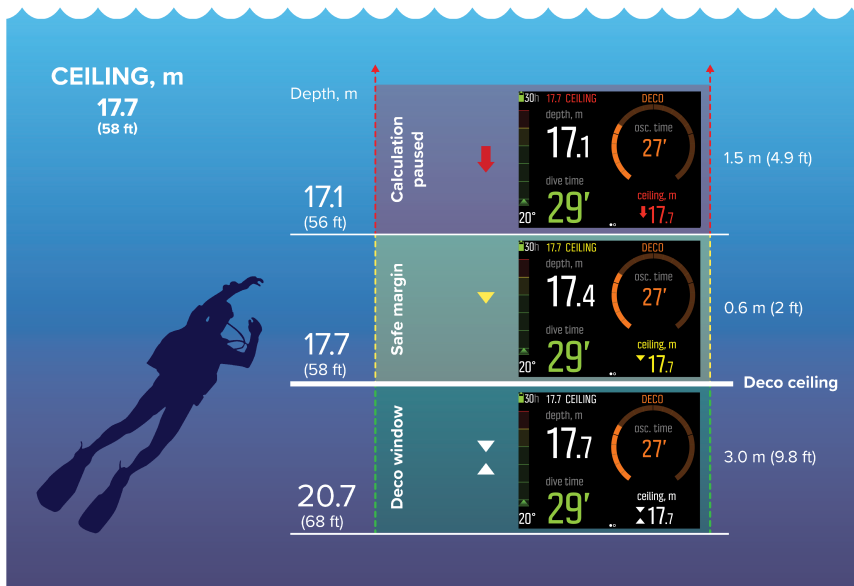 CEILING, m
17.7
(58 ft)
Depth, m
Calculation
paused
30h 17.7 CEILING DECO
depth, m
17.1
asc. time
27′
dive time
29′
ceiling, m
17.7
20°
1.5 m (4.9 ft)
17.1
(56 ft)
Safe margin
30h 17.7 CEILING DECO
depth, m
17.4
asc. time
27′
dive time
29′
ceiling, m
17.7
20°
0.6 m (2 ft)
17.7
(58 ft)
Deco ceiling
Deco window
30h 17.7 CEILING DECO
depth, m
17.7
asc. time
27′
dive time
29′
ceiling, m
17.7
20°
3.0 m (9.8 ft)
20.7
(68 ft)